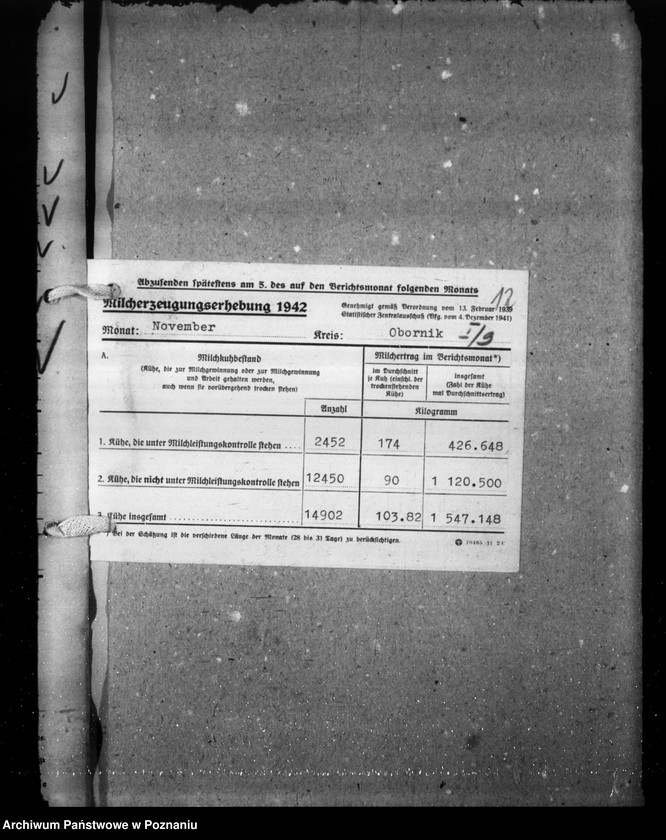 Abzusenden spätestens am 5. des auf den Berichtsmonat folgenden Monats
12
Milcherzeugungserhebung 1942
Genehmigt gemäß Verordnung vom 13. Februar 1939
Statistischer Zentralausschuß (Vfg. vom 4. Dezember 1941)
Monat: November
Kreis: Obornik I/9
A. Milchkuhbestand
(Kühe, die zur Milchgewinnung oder zur Milchgewinnung
und Arbeit gehalten werden,
auch wenn sie vorübergehend trocken stehen)
Milchertrag im Berichtsmonat*)
im Durchschnitt
je Kuh (einschl. der
trockenstehenden
Kühe)
insgesamt
(Zahl der Kühe
mal Durchschnittsertrag)
Anzahl
Kilogramm
1. Kühe, die unter Milchleistungskontrolle stehen .... 2452 174 426.648
2. Kühe, die nicht unter Milchleistungskontrolle stehen 12450 90 1 120.500
3. Kühe insgesamt .......................... 14902 103.82 1 547.148
*) Bei der Schätzung ist die verschiedene Länge der Monate (28 bis 31 Tage) zu berücksichtigen.
Archiwum Państwowe w Poznaniu